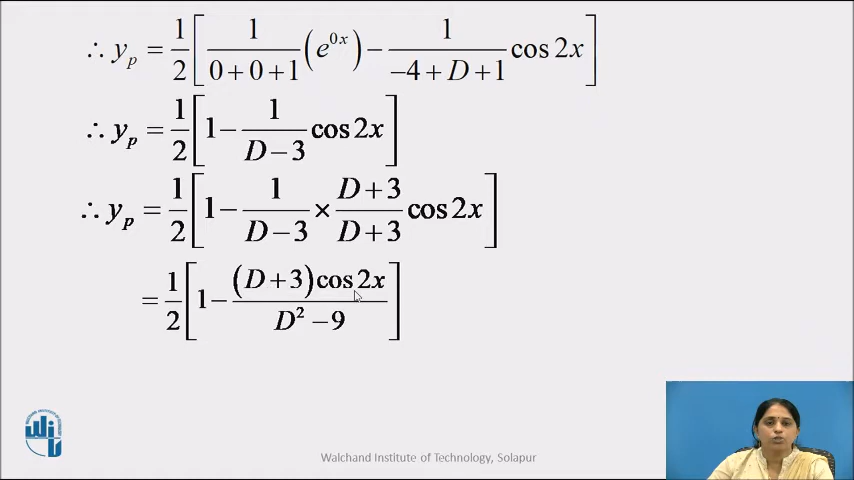 ∴ y_p = 1/2 [ 1/(0+0+1) (e^{0x}) − 1/(−4+D+1) cos 2x ]
∴ y_p = 1/2 [ 1 − 1/(D−3) cos 2x ]
∴ y_p = 1/2 [ 1 − 1/(D−3) × (D+3)/(D+3) cos 2x ]
= 1/2 [ 1 − (D+3)cos 2x/(D² −9) ]
Walchand Institute of Technology, Solapur